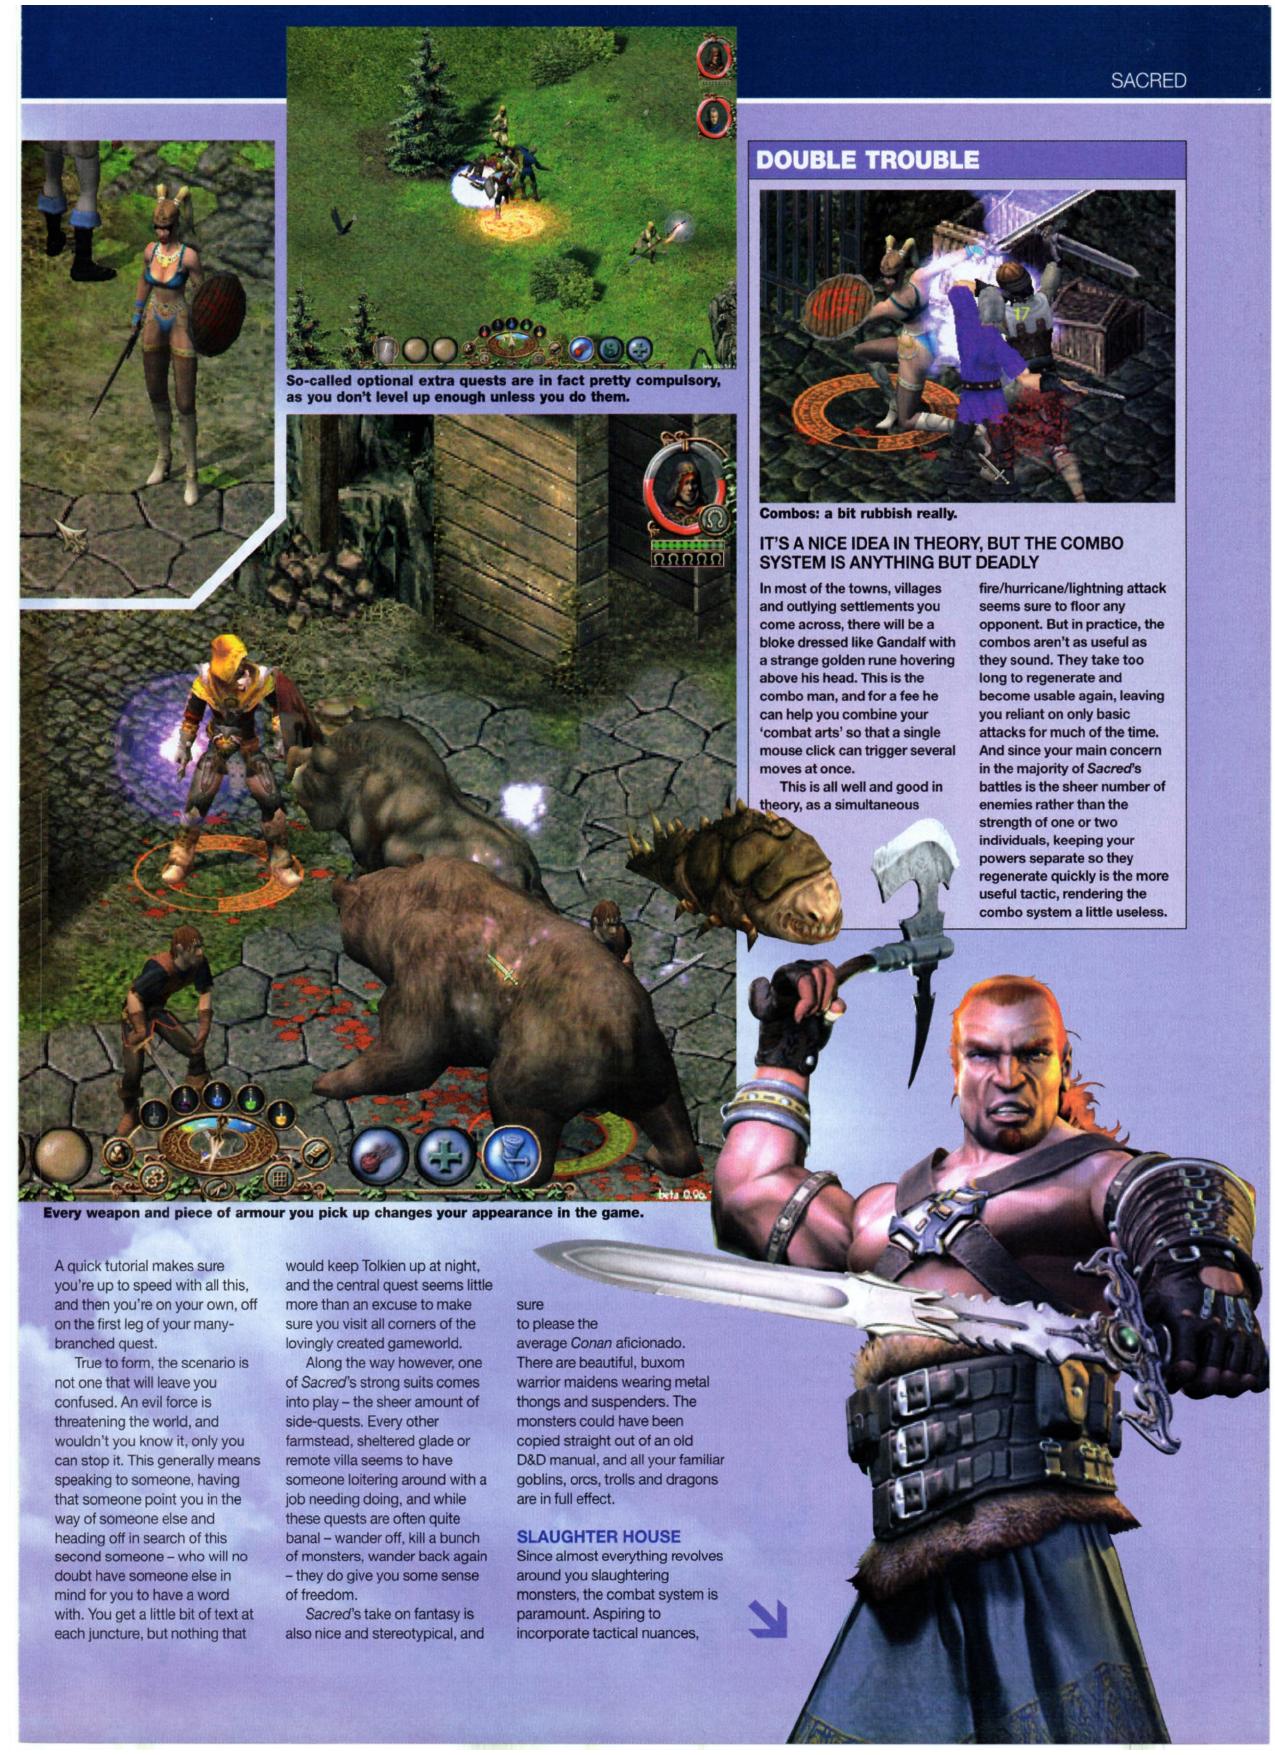 SACRED
So-called optional extra quests are in fact pretty compulsory,
as you don't level up enough unless you do them.
beta 0.96.
Every weapon and piece of armour you pick up changes your appearance in the game.
DOUBLE TROUBLE
17
Combos: a bit rubbish really.
IT'S A NICE IDEA IN THEORY, BUT THE COMBO
SYSTEM IS ANYTHING BUT DEADLY
In most of the towns, villages
and outlying settlements you
come across, there will be a
bloke dressed like Gandalf with
a strange golden rune hovering
above his head. This is the
combo man, and for a fee he
can help you combine your
'combat arts' so that a single
mouse click can trigger several
moves at once.
This is all well and good in
theory, as a simultaneous
fire/hurricane/lightning attack
seems sure to floor any
opponent. But in practice, the
combos aren't as useful as
they sound. They take too
long to regenerate and
become usable again, leaving
you reliant on only basic
attacks for much of the time.
And since your main concern
in the majority of Sacred's
battles is the sheer number of
enemies rather than the
strength of one or two
individuals, keeping your
powers separate so they
regenerate quickly is the more
useful tactic, rendering the
combo system a little useless.
A quick tutorial makes sure
you're up to speed with all this,
and then you're on your own, off
on the first leg of your many-
branched quest.
True to form, the scenario is
not one that will leave you
confused. An evil force is
threatening the world, and
wouldn't you know it, only you
can stop it. This generally means
speaking to someone, having
that someone point you in the
way of someone else and
heading off in search of this
second someone – who will no
doubt have someone else in
mind for you to have a word
with. You get a little bit of text at
each juncture, but nothing that
would keep Tolkien up at night,
and the central quest seems little
more than an excuse to make
sure you visit all corners of the
lovingly created gameworld.
Along the way however, one
of Sacred's strong suits comes
into play – the sheer amount of
side-quests. Every other
farmstead, sheltered glade or
remote villa seems to have
someone loitering around with a
job needing doing, and while
these quests are often quite
banal – wander off, kill a bunch
of monsters, wander back again
– they do give you some sense
of freedom.
Sacred's take on fantasy is
also nice and stereotypical, and
sure
to please the
average Conan aficionado.
There are beautiful, buxom
warrior maidens wearing metal
thongs and suspenders. The
monsters could have been
copied straight out of an old
D&D manual, and all your familiar
goblins, orcs, trolls and dragons
are in full effect.
SLAUGHTER HOUSE
Since almost everything revolves
around you slaughtering
monsters, the combat system is
paramount. Aspiring to
incorporate tactical nuances,